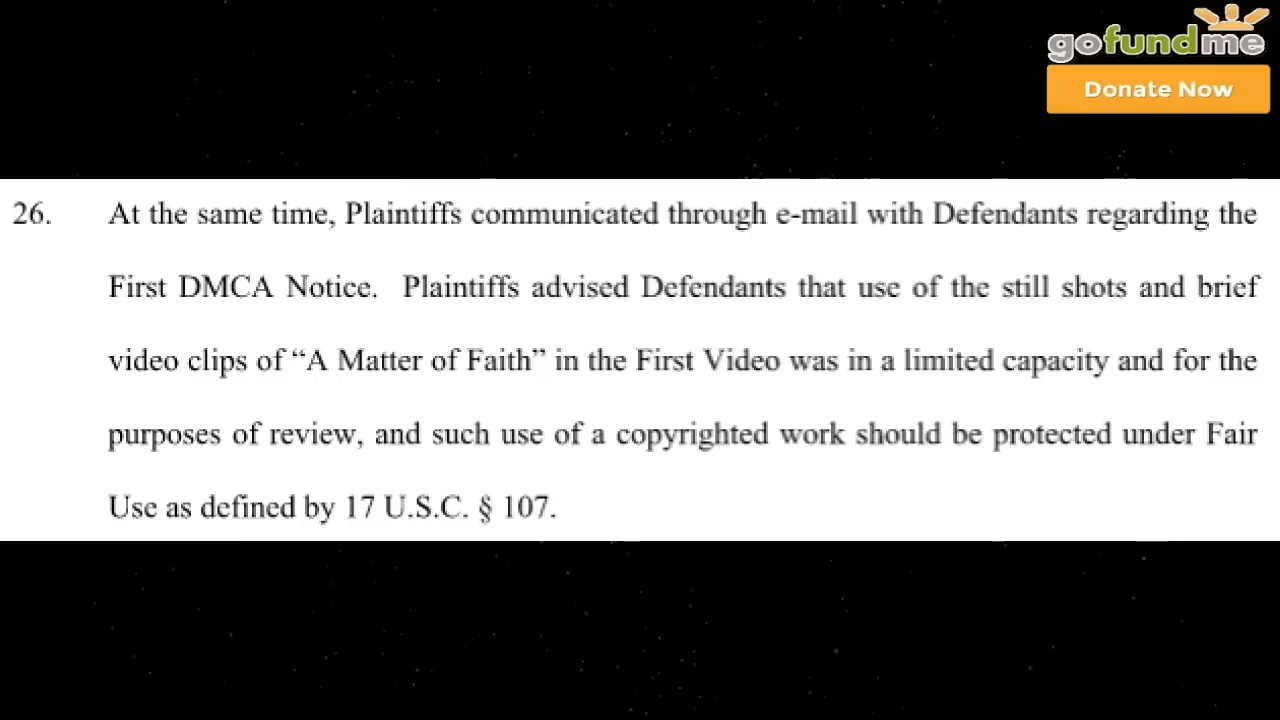 gofundme
Donate Now
26. At the same time, Plaintiffs communicated through e-mail with Defendants regarding the
First DMCA Notice. Plaintiffs advised Defendants that use of the still shots and brief
video clips of “A Matter of Faith” in the First Video was in a limited capacity and for the
purposes of review, and such use of a copyrighted work should be protected under Fair
Use as defined by 17 U.S.C. § 107.